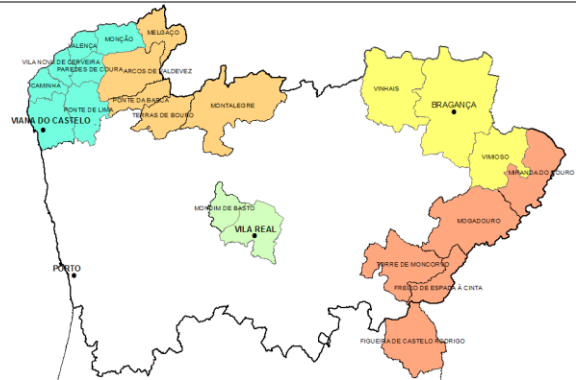 MELGAÇO
MONÇÃO
VALENÇA
VILA NOVA DE CERVEIRA
PAREDES DE COURA
ARCOS DE VALDEVEZ
CAMINHA
PONTE DA BARCA
PONTE DE LIMA
TERRAS DE BOURO
MONTALEGRE
VIANA DO CASTELO
VINHAIS
BRAGANÇA
VIMIOSO
MIRANDA DO DOURO
MONDIM DE BASTO
VILA REAL
MOGADOURO
PORTO
TORRE DE MONCORVO
FREIXO DE ESPADA À CINTA
FIGUEIRA DE CASTELO RODRIGO